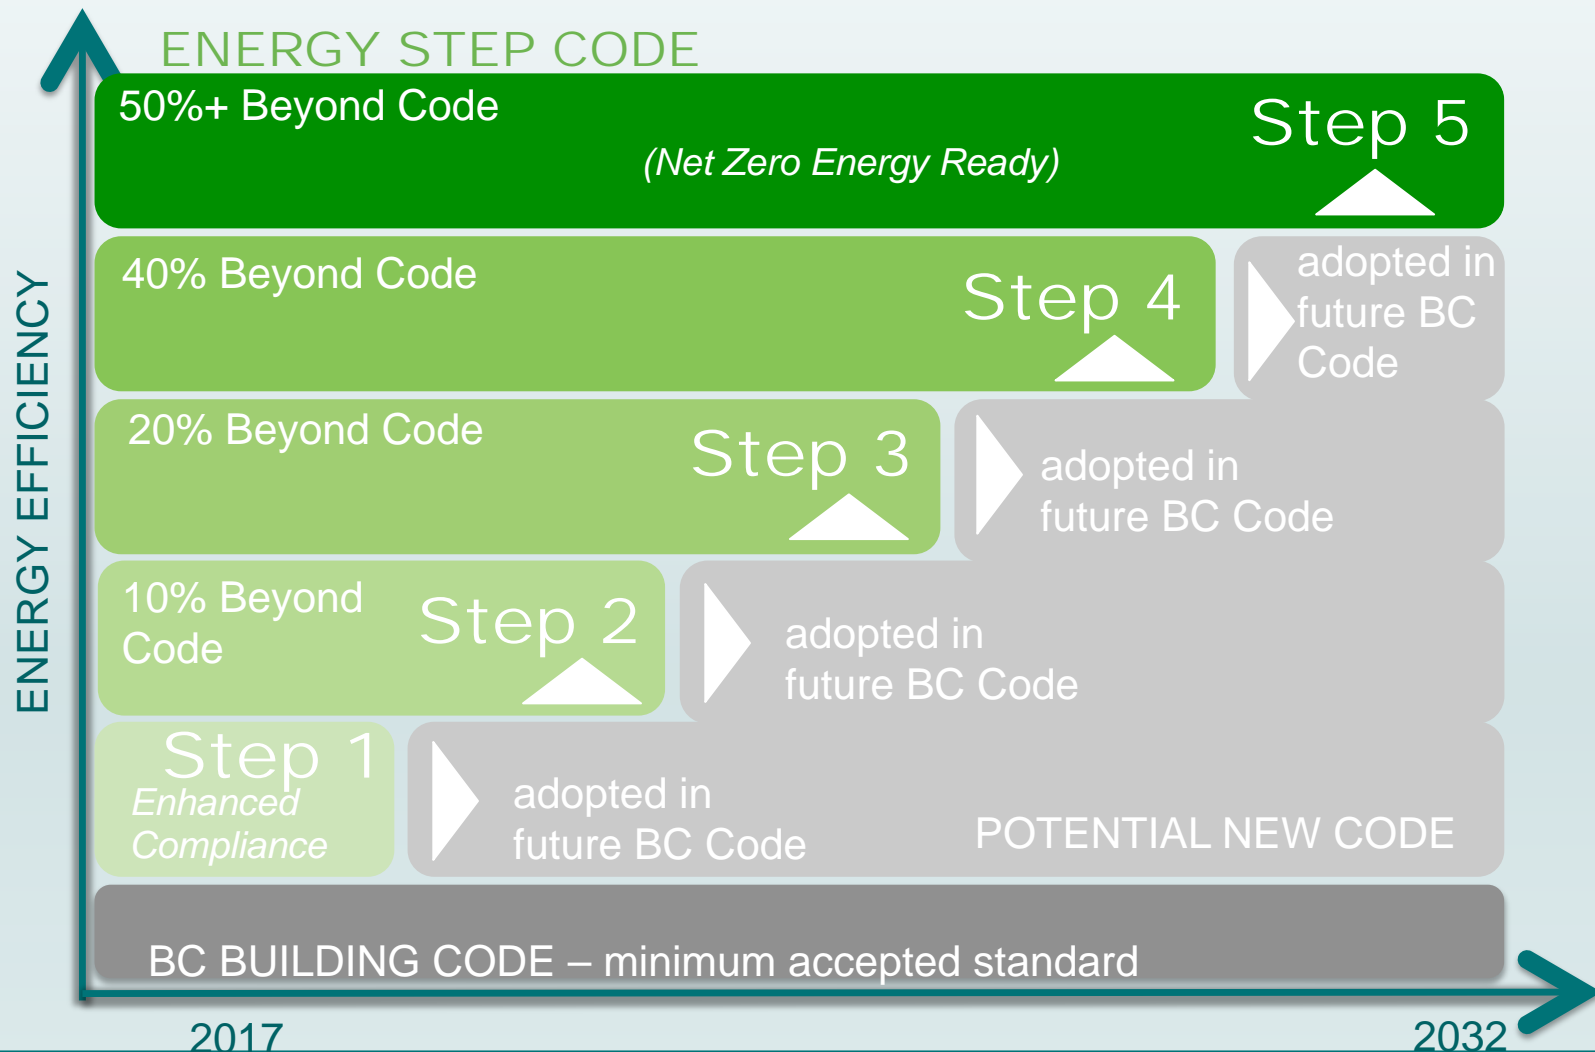 ENERGY STEP CODE
50%+ Beyond Code
Step 5
(Net Zero Energy Ready)
40% Beyond Code
Step 4
adopted in
future BC
Code
20% Beyond Code
Step 3
adopted in
future BC Code
10% Beyond
Code
Step 2
adopted in
future BC Code
Step 1
Enhanced
Compliance
adopted in
future BC Code
POTENTIAL NEW CODE
BC BUILDING CODE – minimum accepted standard
ENERGY EFFICIENCY
2017
2032